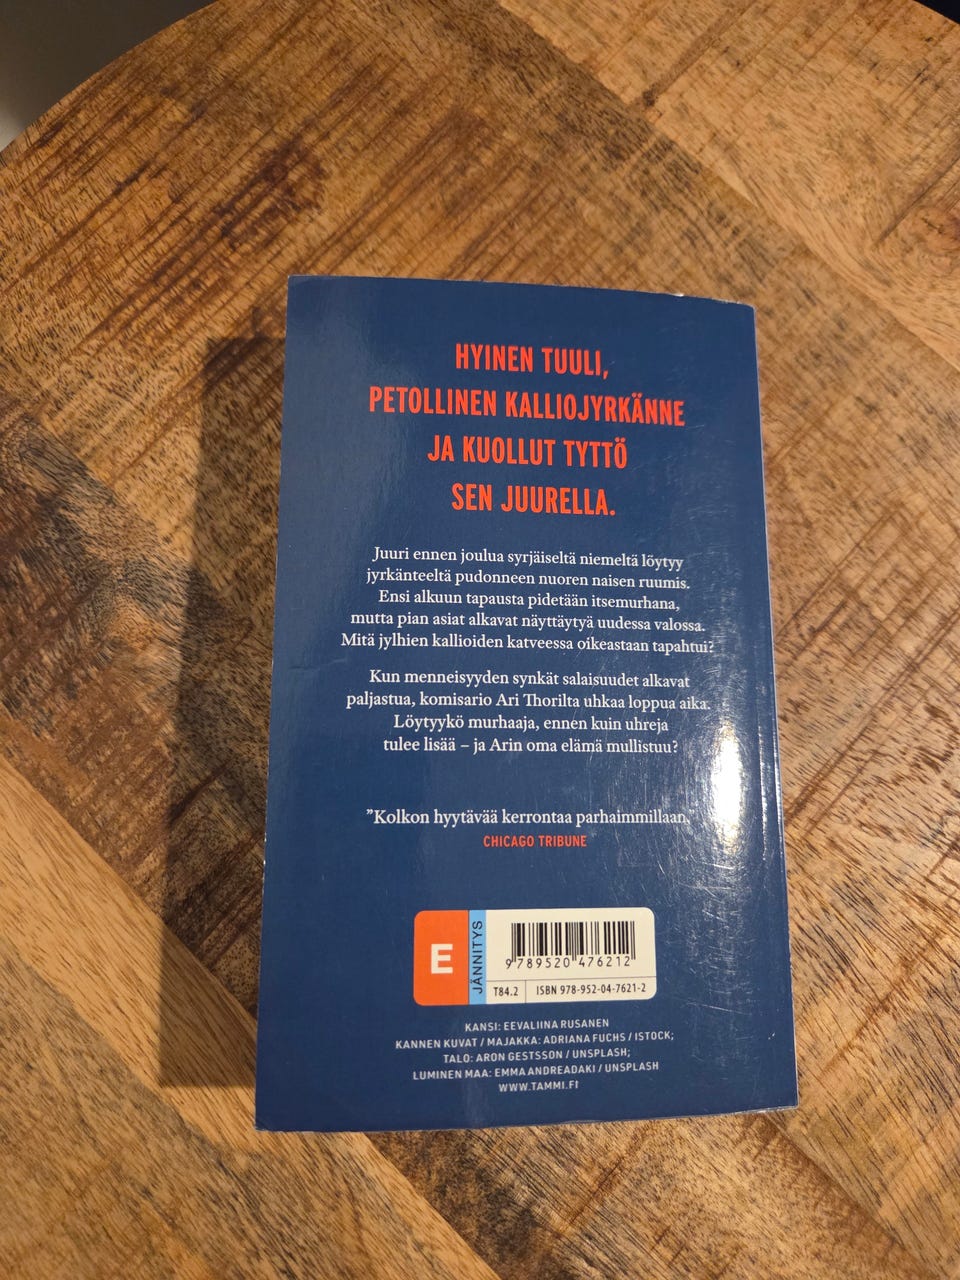 HYINEN TUULI,
PETOLLINEN KALLIOJYRKÄNNE
JA KUOLLUT TYTTÖ
SEN JUURELLA.
Juuri ennen joulua syrjäiseltä niemeltä löytyy
jyrkänteeltä pudonneen nuoren naisen ruumis.
Ensi alkuun tapausta pidetään itsemurhana,
mutta pian asiat alkavat näyttäytyä uudessa valossa.
Mitä jylhien kallioiden katveessa oikeastaan tapahtui?
Kun menneisyyden synkät salaisuudet alkavat
paljastua, komisario Ari Thorilta uhkaa loppua aika.
Löytyykö murhaaja, ennen kuin uhreja
tulee lisää – ja Arin oma elämä mullistuu?
”Kolkon hyytävää kerrontaa parhaimmillaan.”
CHICAGO TRIBUNE
E
JÄNNITYS
9 789520 476212
T84.2 ISBN 978-952-04-7621-2
KANSI: EEVALIINA RUSANEN
KANNEN KUVAT / MAJAKKA: ADRIANA FUCHS / ISTOCK;
TALO: ARON GESTSSON / UNSPLASH;
LUMINEN MAA: EMMA ANDREADAKI / UNSPLASH
WWW.TAMMI.FI